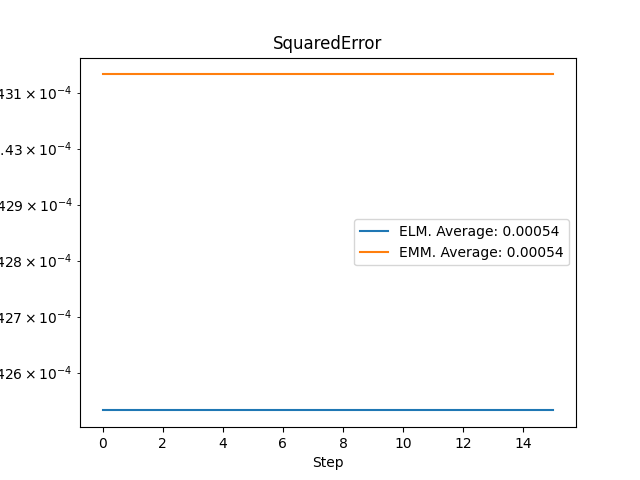 SquaredError
431 × 10⁻⁴
.43 × 10⁻⁴
429 × 10⁻⁴
428 × 10⁻⁴
427 × 10⁻⁴
426 × 10⁻⁴
ELM. Average: 0.00054
EMM. Average: 0.00054
0 2 4 6 8 10 12 14
Step